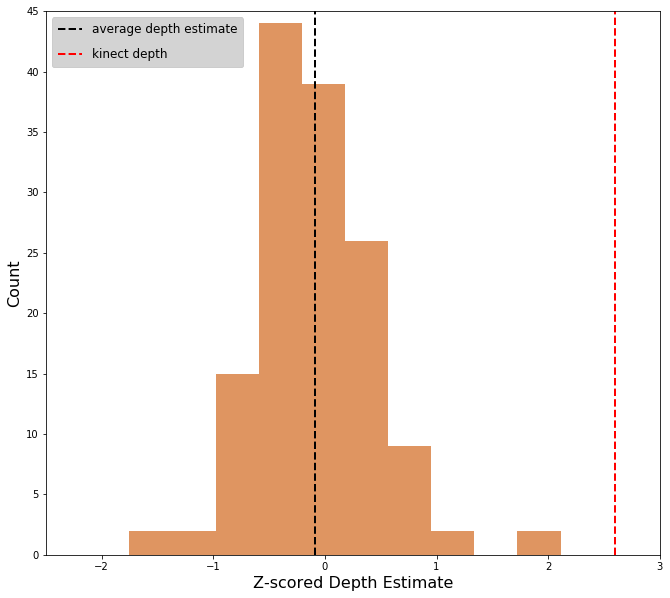 average depth estimate
kinect depth
45
40
35
30
25
20
15
10
5
0
Count
−2 −1 0 1 2 3
Z-scored Depth Estimate